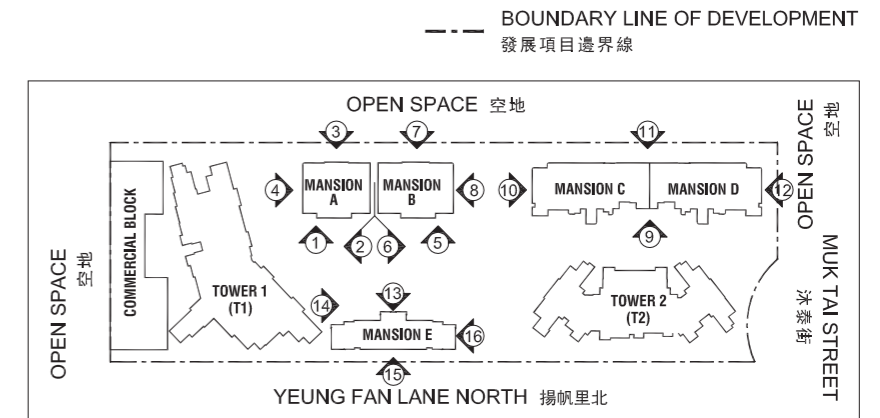 BOUNDARY LINE OF DEVELOPMENT
發展項目邊界線
OPEN SPACE 空地
OPEN SPACE
空地
3
7
11
4
MANSION
A
MANSION
B
8
10
MANSION C
MANSION D
12
1
2
6
5
9
COMMERCIAL BLOCK
OPEN SPACE
空地
TOWER 1
(T1)
14
13
MANSION E
16
15
TOWER 2
(T2)
MUK TAI STREET
沐泰街
YEUNG FAN LANE NORTH 揚帆里北